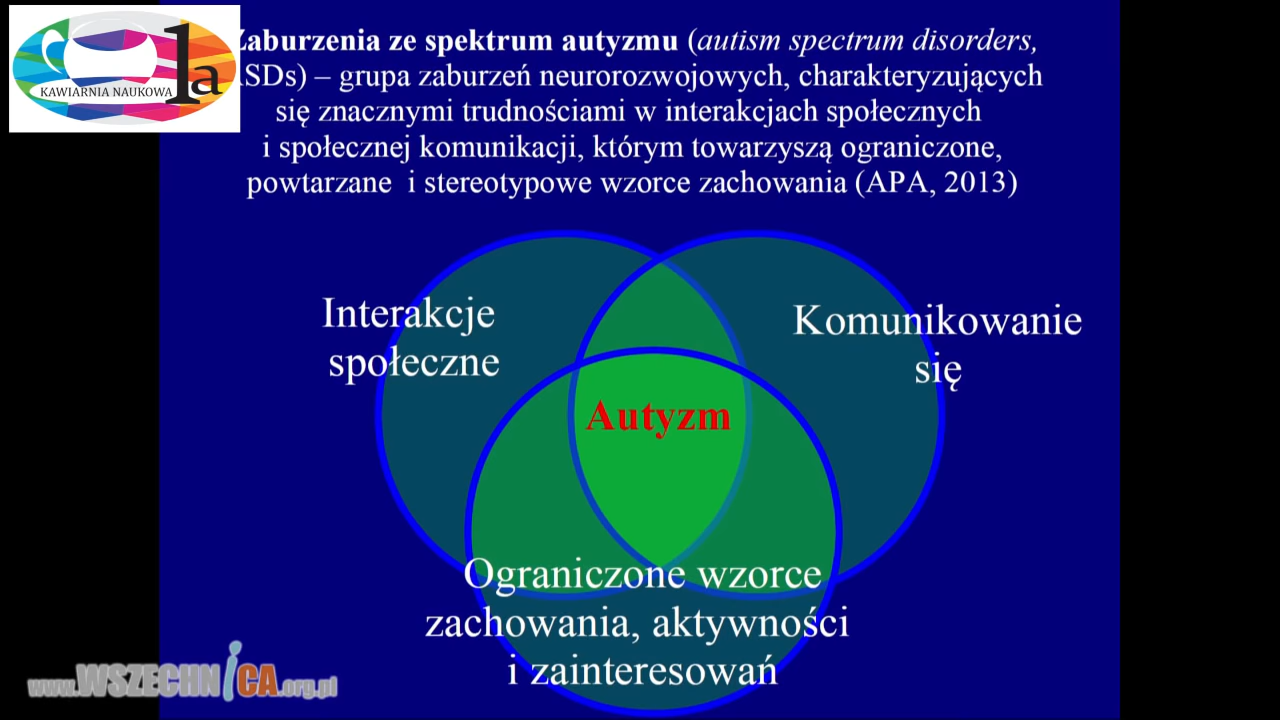 Zaburzenia ze spektrum autyzmu (autism spectrum disorders,
SDs) – grupa zaburzeń neurorozwojowych, charakteryzujących
się znacznymi trudnościami w interakcjach społecznych
i społecznej komunikacji, którym towarzyszą ograniczone,
powtarzane i stereotypowe wzorce zachowania (APA, 2013)
1a
KAWIARNIA NAUKOWA
Interakcje
społeczne
Komunikowanie
się
Autyzm
Ograniczone wzorce
zachowania, aktywności
i zainteresowań
www.WSZECHNICA.org.pl